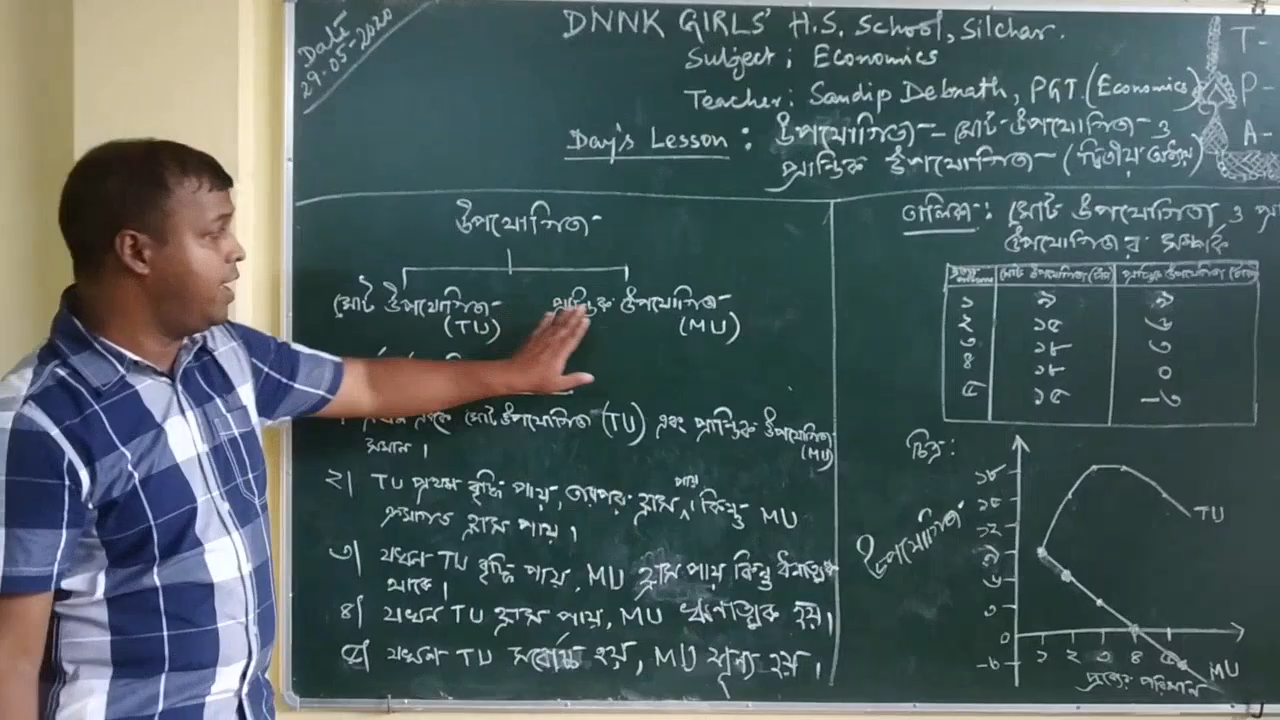 Date
29-05-2020
DNNK GIRLS' H.S. School, Silchar.
Subject : Economics
Teacher : Sandip Debnath, PGT. (Economics)
Day's Lesson : উপযোগিতা - মোট উপযোগিতা ও
প্রান্তিক উপযোগিতা - (দ্বিতীয় অধ্যায়)
T-
P-
A-
উপযোগিতা
মোট উপযোগিতা
(TU)
প্রান্তিক উপযোগিতা
(MU)
মোট উপযোগিতা (TU) এবং প্রান্তিক উপযোগিতা
(MU)
সমান ।
২। TU প্রথমে বৃদ্ধি পায়, তারপর হ্রাস পায় কিন্তু MU
ক্রমাগত হ্রাস পায় ।
৩। যখন TU বৃদ্ধি পায়, MU হ্রাস পায় কিন্তু ধনাত্মক
থাকে ।
৪। যখন TU হ্রাস পায়, MU ঋণাত্মক হয় ।
৫। যখন TU সর্বোচ্চ হয়, MU শূন্য হয় ।
তালিকা : মোট উপযোগিতা ও
উপযোগিতার সম্পর্ক
মোট উপযোগিতা প্রান্তিক উপযোগিতা
১ ৯ ৯
২ ১৫ ৬
৩ ১৮ ৩
৪ ১৮ ০
৫ ১৫ -৩
চিত্র :
উপযোগিতা
১৮
১৫
১২
৯
৬
৩
০
TU
১ ২ ৩ ৪ ৫
MU
দ্রব্যের পরিমাণ